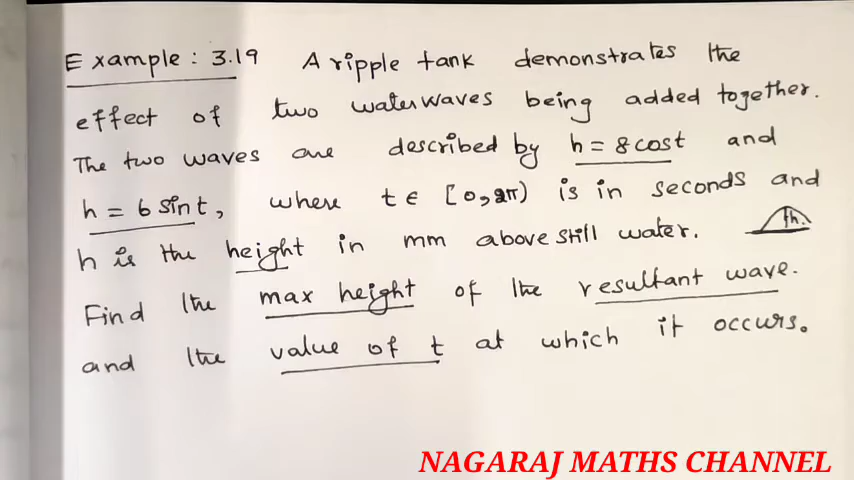 Example: 3.19 A ripple tank demonstrates the
effect of two water waves being added together.
The two waves are described by h = 8 cost and
h = 6 sint, where t ∈ [0, 2π) is in seconds and
h is the height in mm above still water. h.
Find the max height of the resultant wave.
and the value of t at which it occurs.
NAGARAJ MATHS CHANNEL